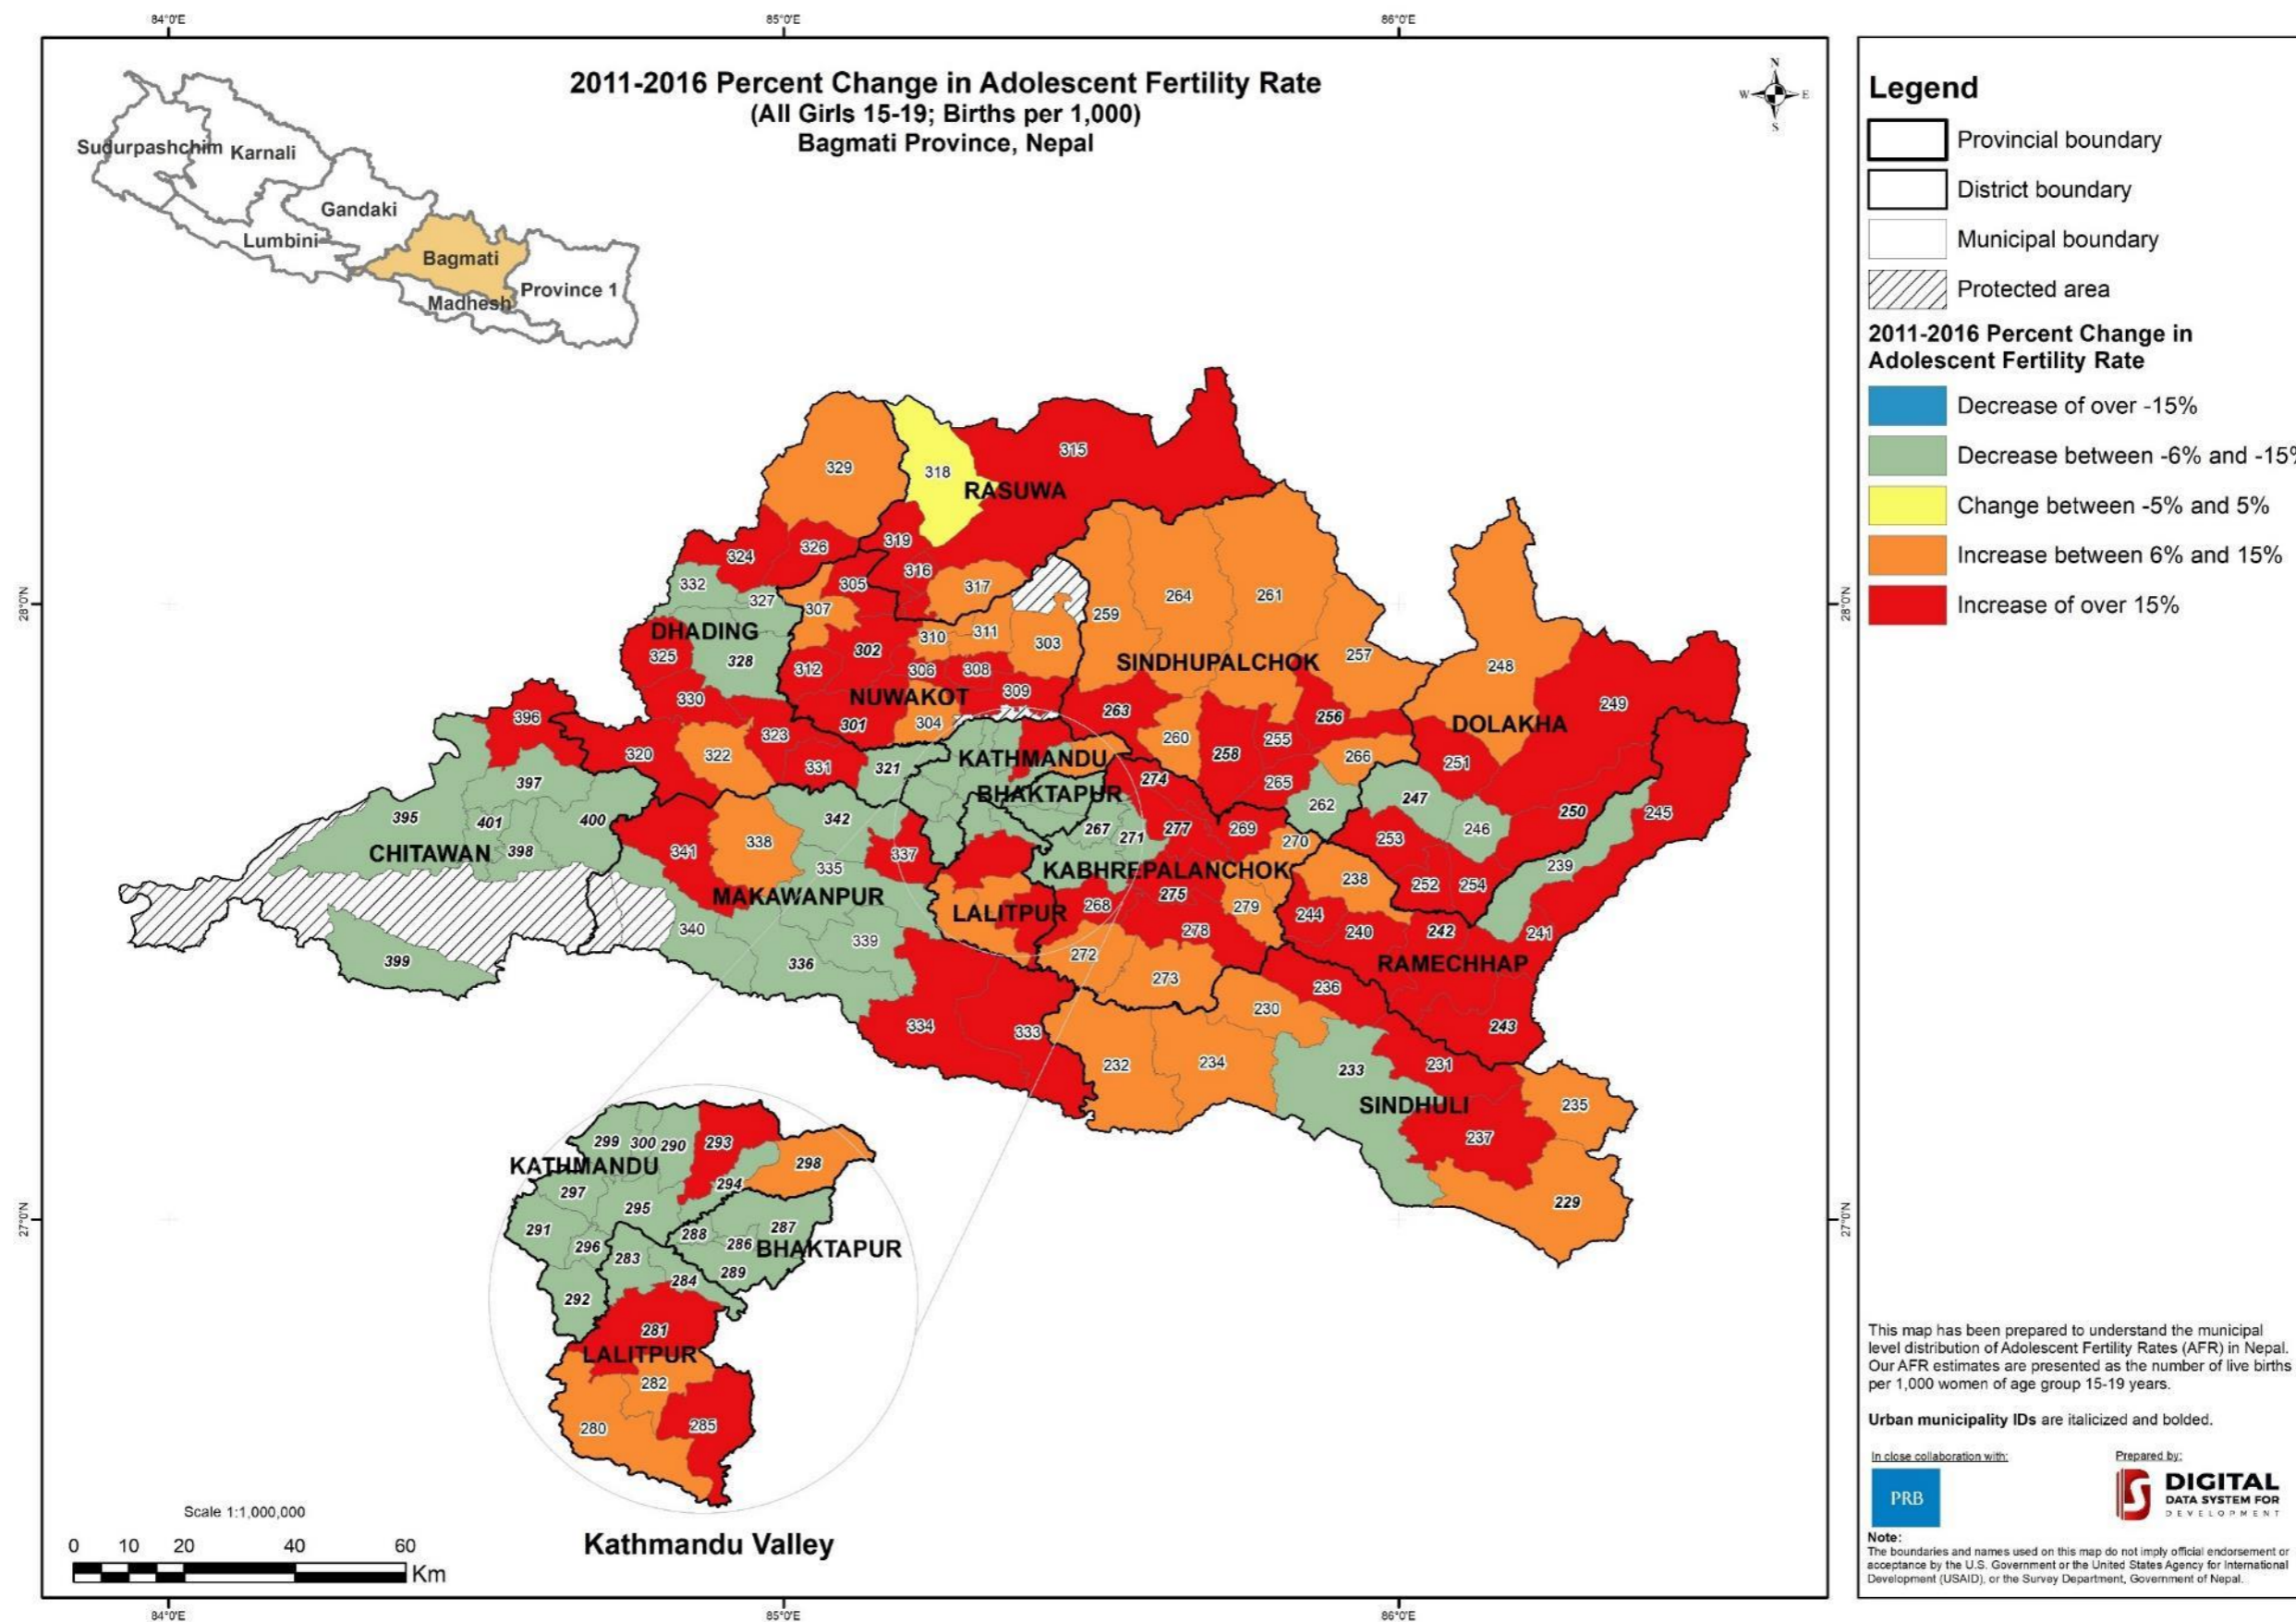 84°0'E
85°0'E
86°0'E
2011-2016 Percent Change in Adolescent Fertility Rate
(All Girls 15-19; Births per 1,000)
Bagmati Province, Nepal
N
W
E
S
Sudurpashchim
Karnali
Gandaki
Lumbini
Bagmati
Madhesh
Province 1
28°0'N
27°0'N
329
318
315
RASUWA
324
326
319
316
317
305
307
332
327
DHADING
325
328
330
312
302
310
311
303
306
308
309
NUWAKOT
301
304
259
264
261
257
SINDHUPALCHOK
263
260
258
255
256
266
265
262
248
249
DOLAKHA
251
247
246
250
245
253
252
254
239
396
320
322
323
331
321
397
395
401
400
CHITAWAN
398
399
KATHMANDU
BHAKTAPUR
342
341
338
337
335
MAKAWANPUR
340
339
336
334
333
274
267
271
277
269
270
KABHREPALANCHOK
275
268
279
278
272
273
LALITPUR
238
244
240
242
241
RAMECHHAP
243
236
230
232
234
233
231
SINDHULI
237
235
229
299
300
290
293
KATHMANDU
298
294
297
295
291
296
288
287
286
BHAKTAPUR
289
283
284
292
281
LALITPUR
282
280
285
Kathmandu Valley
Scale 1:1,000,000
0 10 20 40 60
Km
28°0'N
27°0'N
84°0'E
85°0'E
86°0'E
Legend
Provincial boundary
District boundary
Municipal boundary
Protected area
2011-2016 Percent Change in
Adolescent Fertility Rate
Decrease of over -15%
Decrease between -6% and -15%
Change between -5% and 5%
Increase between 6% and 15%
Increase of over 15%
This map has been prepared to understand the municipal
level distribution of Adolescent Fertility Rates (AFR) in Nepal.
Our AFR estimates are presented as the number of live births
per 1,000 women of age group 15-19 years.
Urban municipality IDs are italicized and bolded.
In close collaboration with:
PRB
Prepared by:
DIGITAL
DATA SYSTEM FOR
DEVELOPMENT
Note:
The boundaries and names used on this map do not imply official endorsement or
acceptance by the U.S. Government or the United States Agency for International
Development (USAID), or the Survey Department, Government of Nepal.